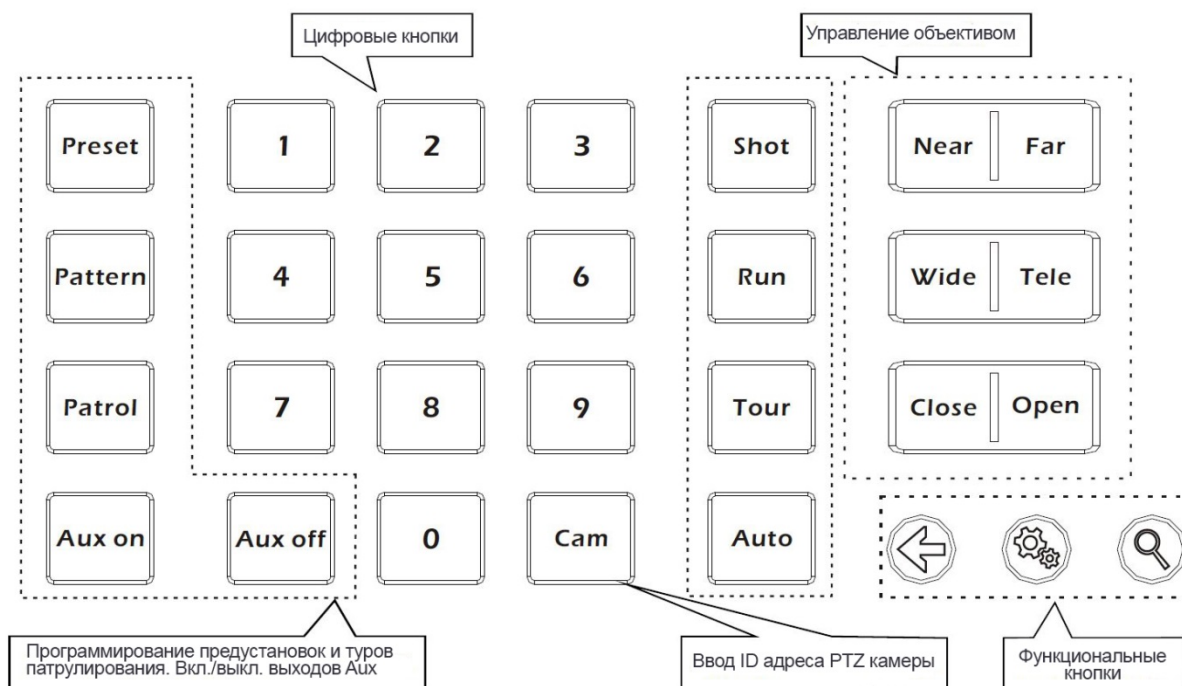 Цифровые кнопки
Управление объективом
Preset
1
2
3
Shot
Near
Far
Pattern
4
5
6
Run
Wide
Tele
Patrol
7
8
9
Tour
Close
Open
Aux on
Aux off
0
Cam
Auto
Программирование предустановок и туров
патрулирования. Вкл./выкл. выходов Aux
Ввод ID адреса PTZ камеры
Функциональные
кнопки